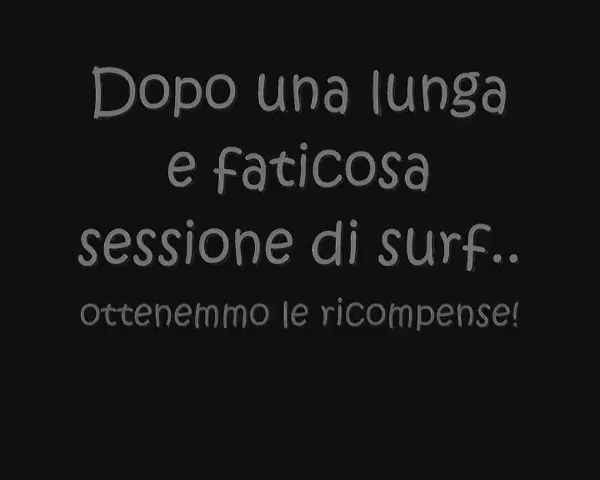 Dopo una lunga
e faticosa
sessione di surf..
ottenemmo le ricompense!